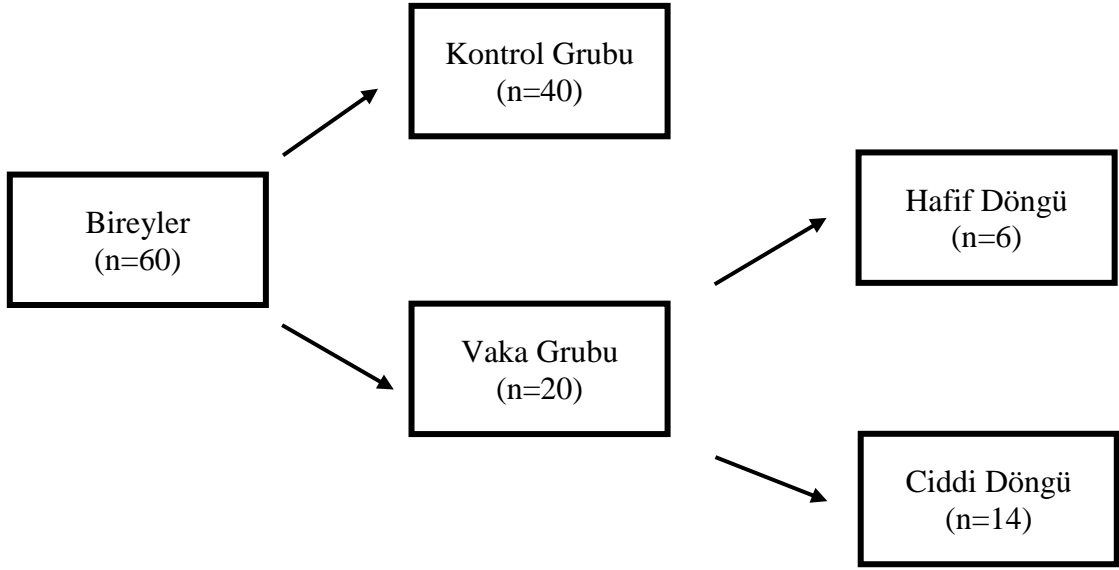 Kontrol Grubu
(n=40)
Bireyler
(n=60)
Hafif Döngü
(n=6)
Vaka Grubu
(n=20)
Ciddi Döngü
(n=14)